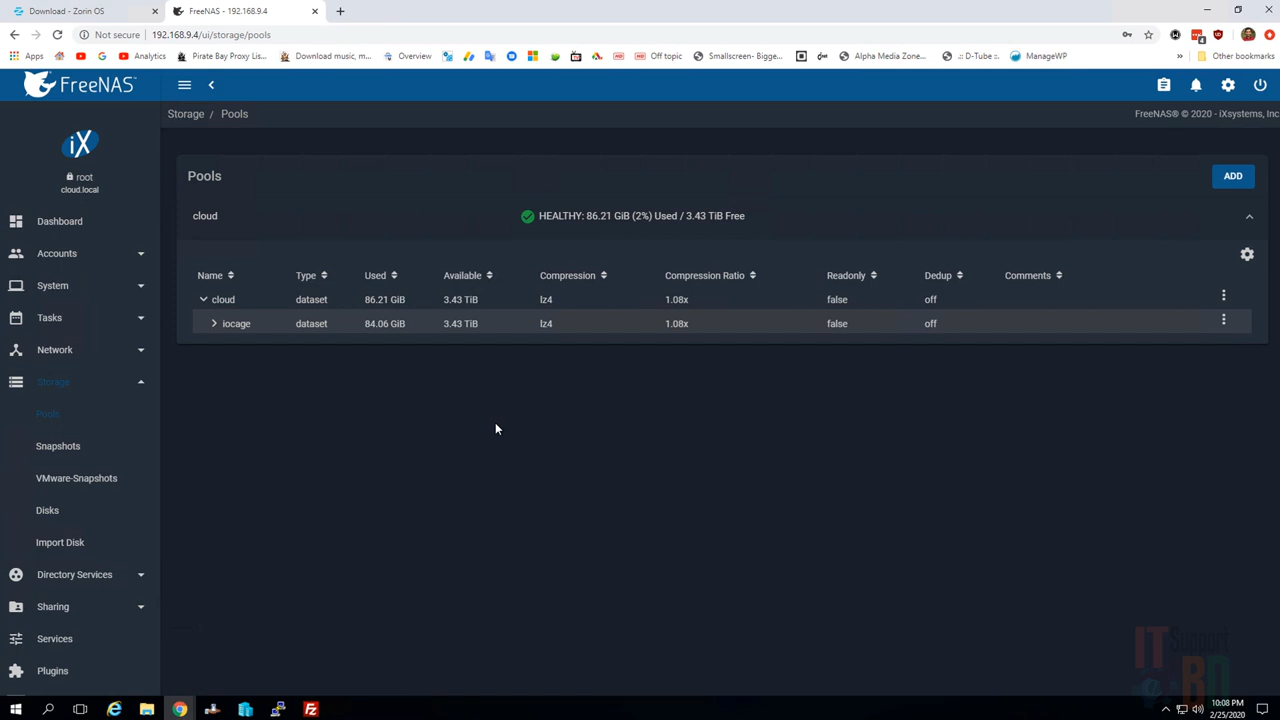 Download - Zorin OS
FreeNAS - 192.168.9.4
Not secure
192.168.9.4/ui/storage/pools
Apps
Analytics
Pirate Bay Proxy Lis...
Download music, m...
Overview
Off topic
Smallscreen- Bigge...
Alpha Media Zone...
.:: D-Tube ::.
ManageWP
»
Other bookmarks
FreeNAS
Storage / Pools
FreeNAS® © 2020 - iXsystems, Inc
iX
root
cloud.local
Dashboard
Accounts
System
Tasks
Network
Storage
Pools
Snapshots
VMware-Snapshots
Disks
Import Disk
Directory Services
Sharing
Services
Plugins
Pools
ADD
cloud
HEALTHY: 86.21 GiB (2%) Used / 3.43 TiB Free
Name Type Used Available Compression Compression Ratio Readonly Dedup Comments
cloud dataset 86.21 GiB 3.43 TiB lz4 1.08x false off
iocage dataset 84.06 GiB 3.43 TiB lz4 1.08x false off
IT Support
BD
10:08 PM
2/25/2020